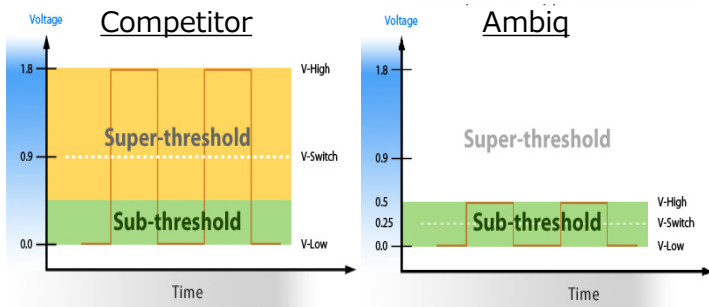 Competitor
Voltage
1.8
V-High
Super-threshold
0.9
V-Switch
Sub-threshold
0.0
V-Low
Time
Ambiq
Voltage
1.8
Super-threshold
0.9
0.5
V-High
0.25
Sub-threshold
V-Switch
0.0
V-Low
Time